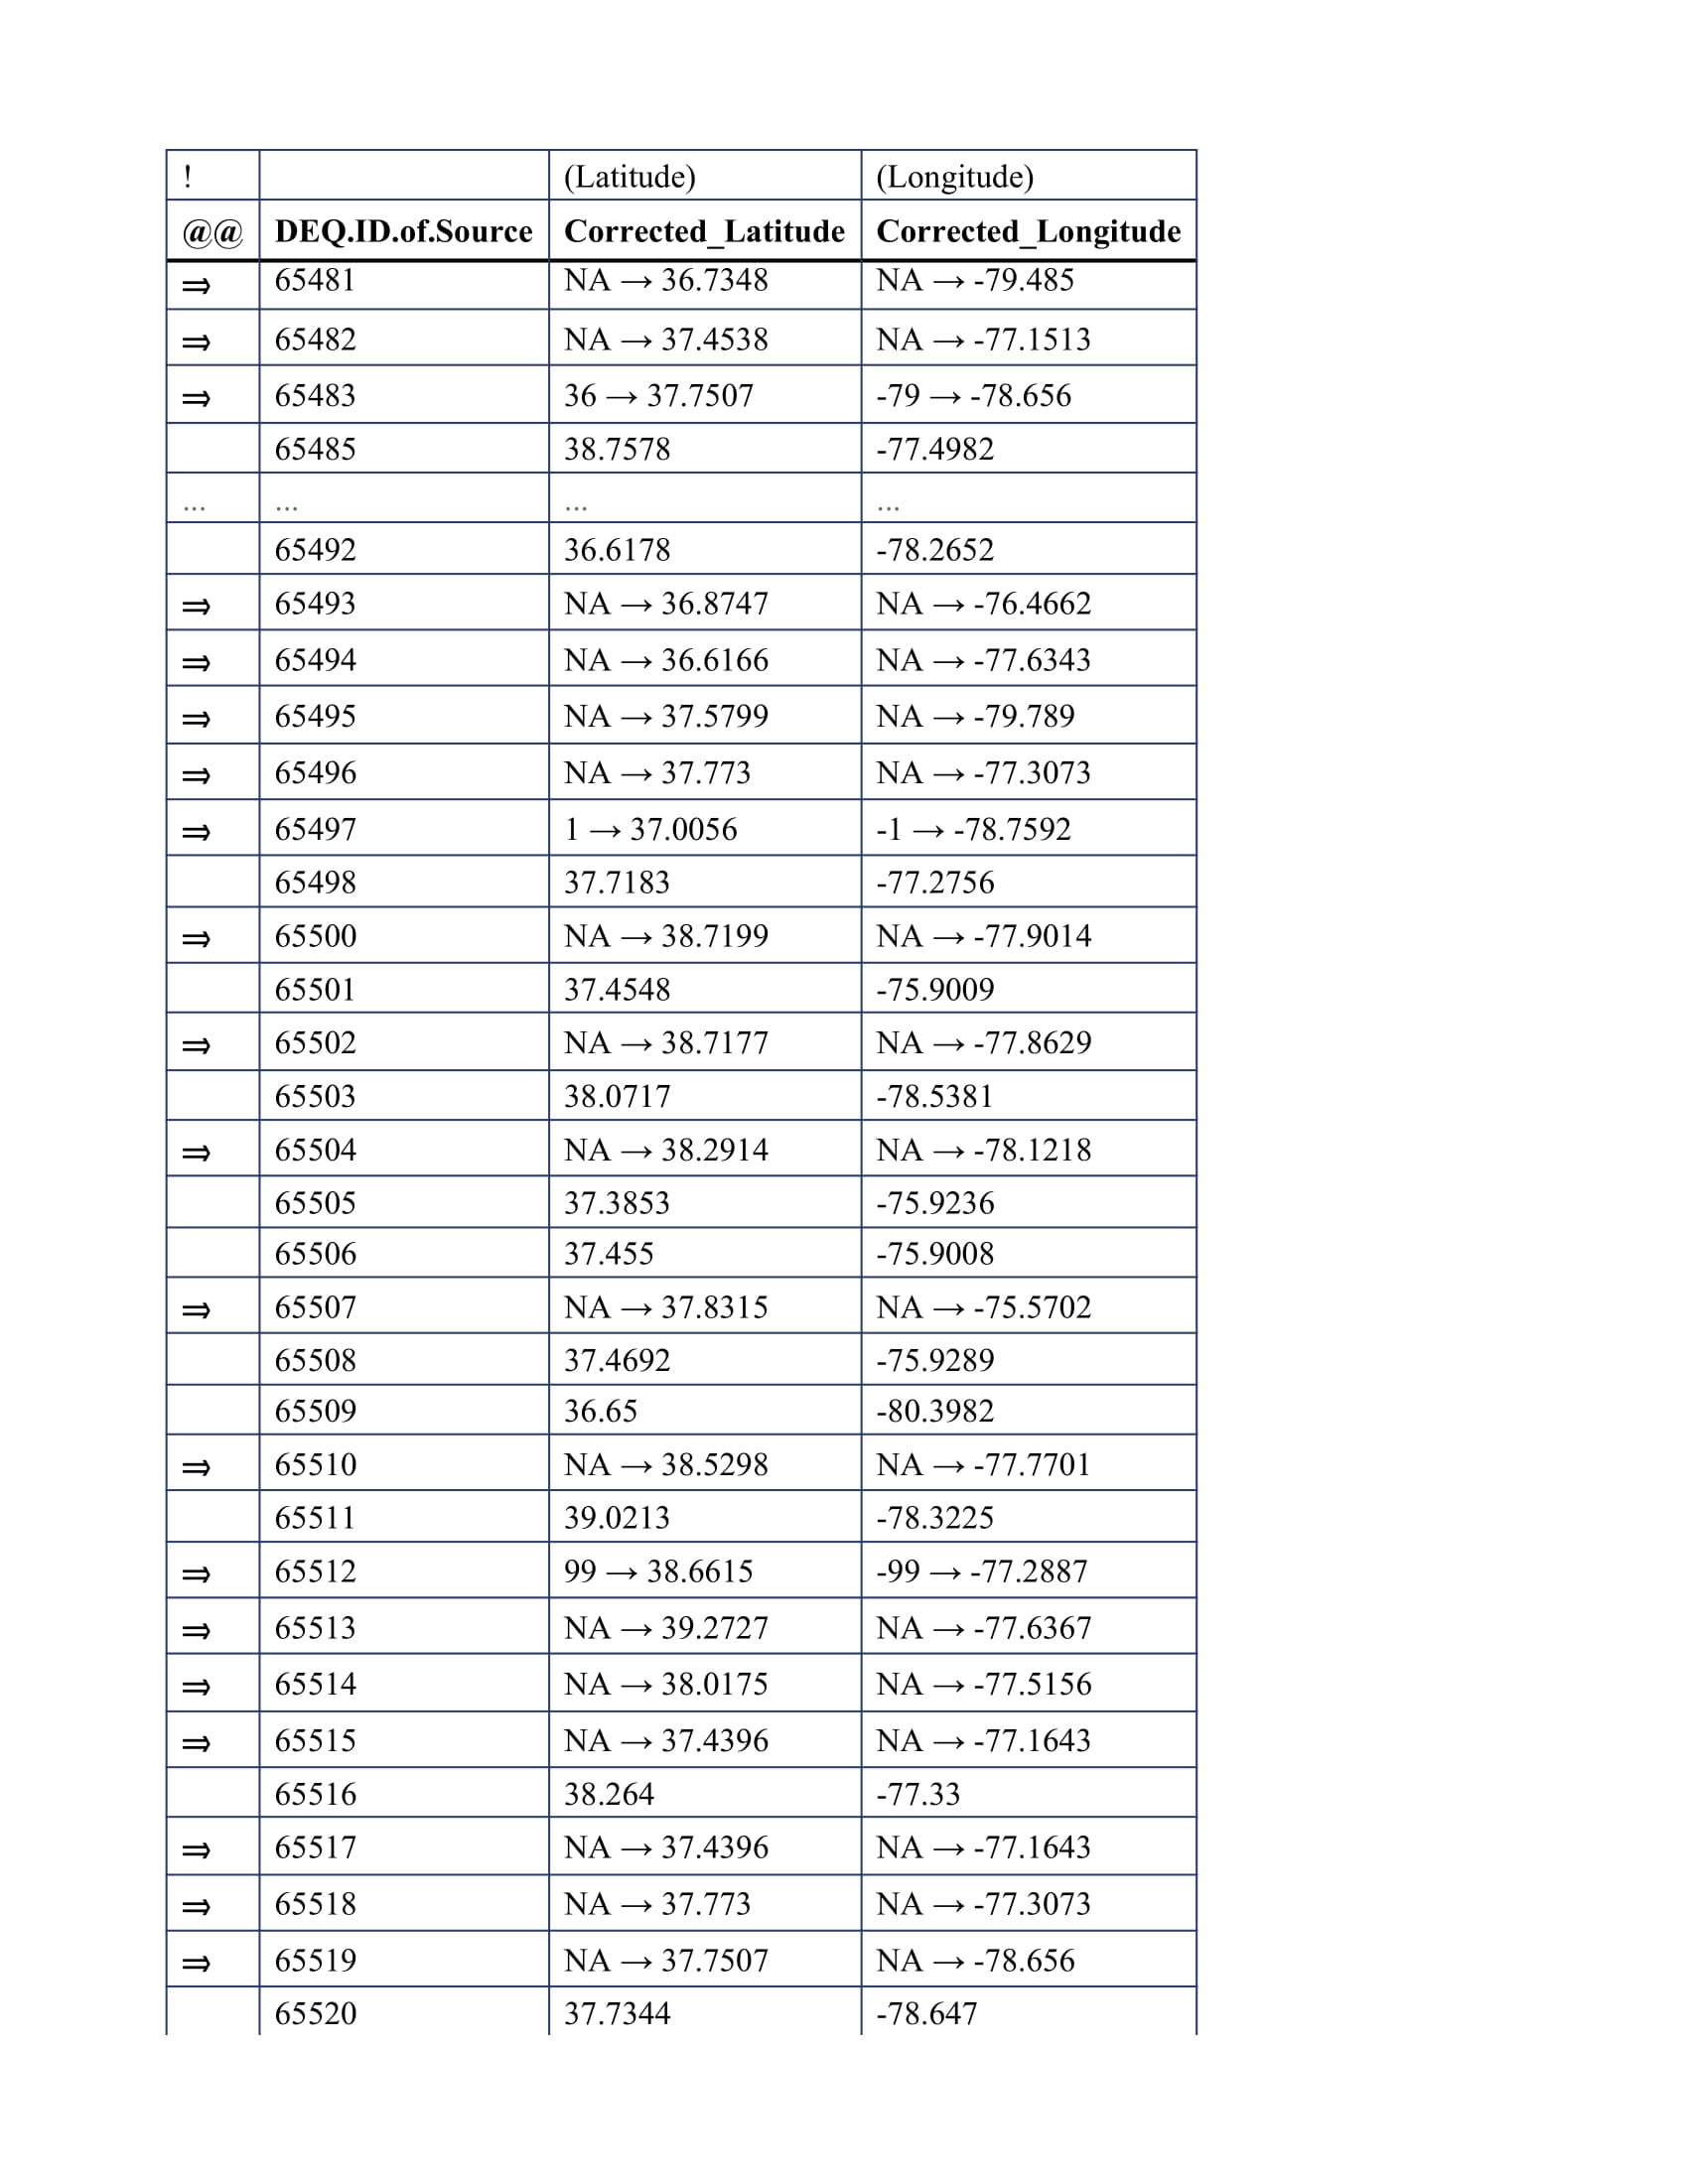 ! (Latitude) (Longitude)
@@ DEQ.ID.of.Source Corrected_Latitude Corrected_Longitude
⇒ 65481 NA → 36.7348 NA → -79.485
⇒ 65482 NA → 37.4538 NA → -77.1513
⇒ 65483 36 → 37.7507 -79 → -78.656
65485 38.7578 -77.4982
... ... ... ...
65492 36.6178 -78.2652
⇒ 65493 NA → 36.8747 NA → -76.4662
⇒ 65494 NA → 36.6166 NA → -77.6343
⇒ 65495 NA → 37.5799 NA → -79.789
⇒ 65496 NA → 37.773 NA → -77.3073
⇒ 65497 1 → 37.0056 -1 → -78.7592
65498 37.7183 -77.2756
⇒ 65500 NA → 38.7199 NA → -77.9014
65501 37.4548 -75.9009
⇒ 65502 NA → 38.7177 NA → -77.8629
65503 38.0717 -78.5381
⇒ 65504 NA → 38.2914 NA → -78.1218
65505 37.3853 -75.9236
65506 37.455 -75.9008
⇒ 65507 NA → 37.8315 NA → -75.5702
65508 37.4692 -75.9289
65509 36.65 -80.3982
⇒ 65510 NA → 38.5298 NA → -77.7701
65511 39.0213 -78.3225
⇒ 65512 99 → 38.6615 -99 → -77.2887
⇒ 65513 NA → 39.2727 NA → -77.6367
⇒ 65514 NA → 38.0175 NA → -77.5156
⇒ 65515 NA → 37.4396 NA → -77.1643
65516 38.264 -77.33
⇒ 65517 NA → 37.4396 NA → -77.1643
⇒ 65518 NA → 37.773 NA → -77.3073
⇒ 65519 NA → 37.7507 NA → -78.656
65520 37.7344 -78.647